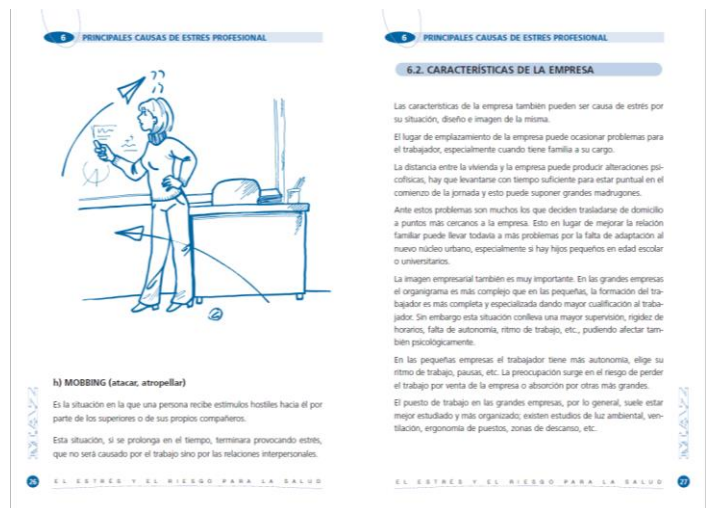 6 PRINCIPALES CAUSAS DE ESTRÉS PROFESIONAL
h) MOBBING (atacar, atropellar)
Es la situación en la que una persona recibe estímulos hostiles hacia él por
parte de los superiores o de sus propios compañeros.
Esta situación, si se prolonga en el tiempo, terminara provocando estrés,
que no será causado por el trabajo sino por las relaciones interpersonales.
26 EL ESTRÉS Y EL RIESGO PARA LA SALUD
6 PRINCIPALES CAUSAS DE ESTRÉS PROFESIONAL
6.2. CARACTERÍSTICAS DE LA EMPRESA
Las características de la empresa también pueden ser causa de estrés por
su situación, diseño e imagen de la misma.
El lugar de emplazamiento de la empresa puede ocasionar problemas para
el trabajador, especialmente cuando tiene familia a su cargo.
La distancia entre la vivienda y la empresa puede producir alteraciones psi-
cofísicas, hay que levantarse con tiempo suficiente para estar puntual en el
comienzo de la jornada y esto puede suponer grandes madrugones.
Ante estos problemas son muchos los que deciden trasladarse de domicilio
a puntos más cercanos a la empresa. Esto en lugar de mejorar la relación
familiar puede llevar todavía a más problemas por la falta de adaptación al
nuevo núcleo urbano, especialmente si hay hijos pequeños en edad escolar
o universitarios.
La imagen empresarial también es muy importante. En las grandes empresas
el organigrama es más complejo que en las pequeñas, la formación del tra-
bajador es más completa y especializada dando mayor cualificación al traba-
jador. Sin embargo esta situación conlleva una mayor supervisión, rigidez de
horarios, falta de autonomía, ritmo de trabajo, etc., pudiendo afectar tam-
bién psicológicamente.
En las pequeñas empresas el trabajador tiene más autonomía, elige su
ritmo de trabajo, pausas, etc. La preocupación surge en el riesgo de perder
el trabajo por venta de la empresa o absorción por otras más grandes.
El puesto de trabajo en las grandes empresas, por lo general, suele estar
mejor estudiado y más organizado; existen estudios de luz ambiental, ven-
tilación, ergonomía de puestos, zonas de descanso, etc.
EL ESTRÉS Y EL RIESGO PARA LA SALUD 27